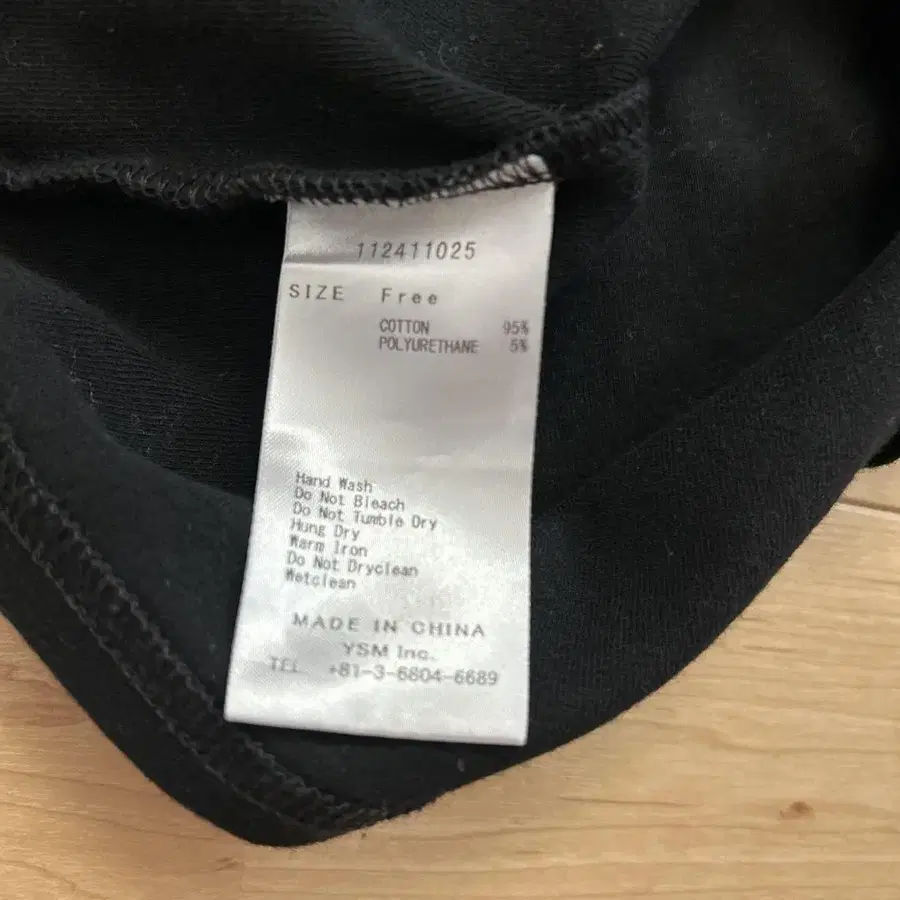 112411025
SIZE Free
COTTON 95%
POLYURETHANE 5%
Hand Wash
Do Not Bleach
Do Not Tumble Dry
Hung Dry
Warm Iron
Do Not Dryclean
Wetclean
MADE IN CHINA
YSM Inc.
TEL +81-3-6804-6689